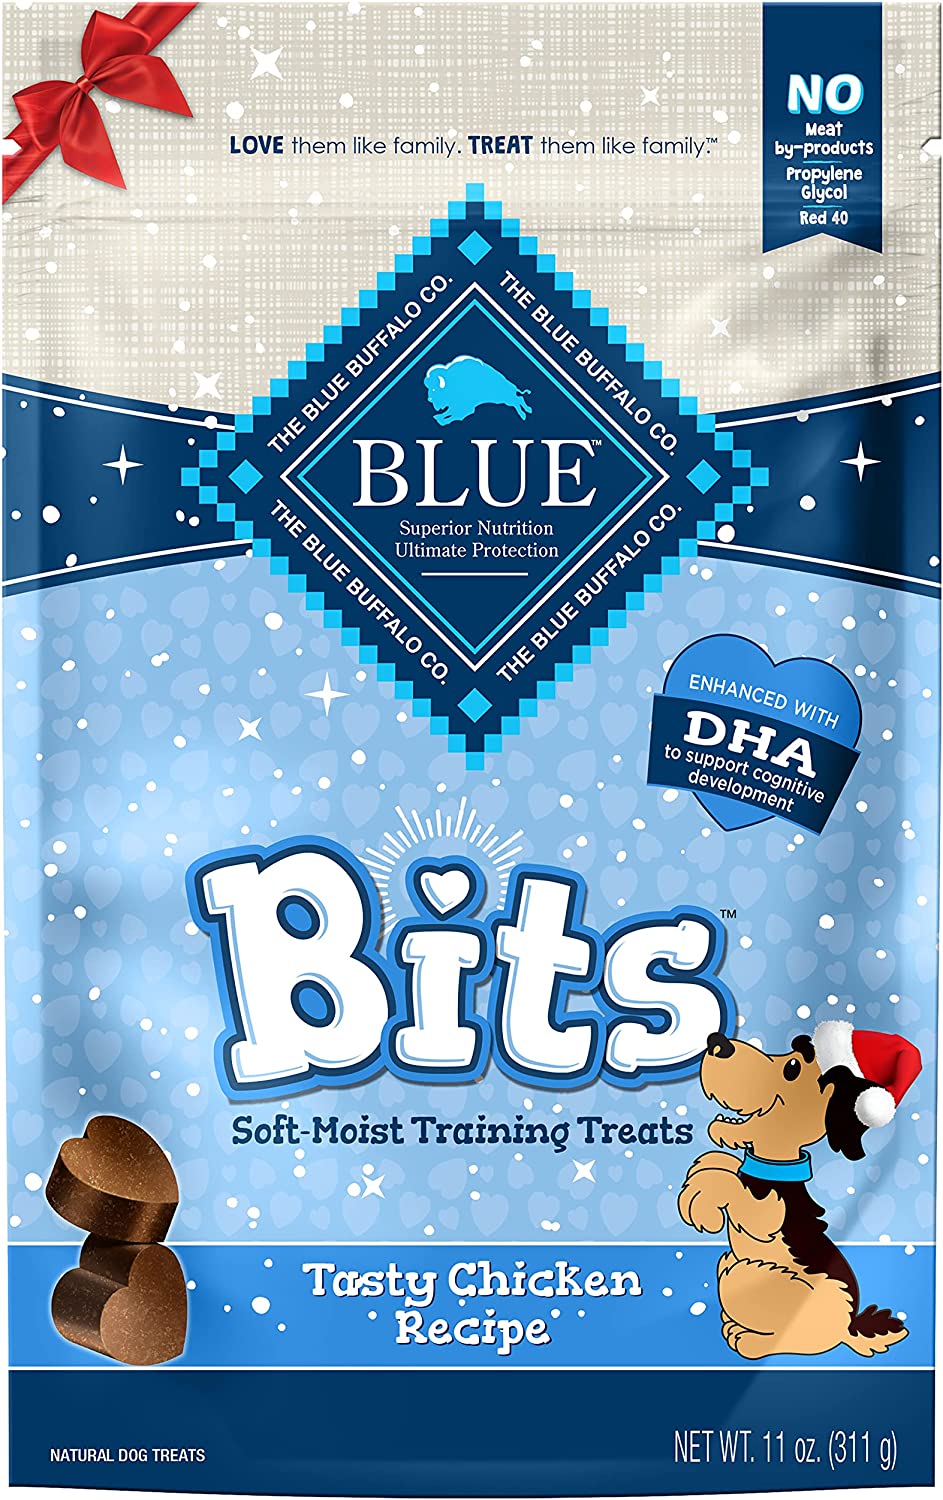 LOVE them like family. TREAT them like family.™
NO
Meat
by-products
Propylene
Glycol
Red 40
THE BLUE BUFFALO CO.
THE BLUE BUFFALO CO.
BLUE™
Superior Nutrition
Ultimate Protection
THE BLUE BUFFALO CO.
THE BLUE BUFFALO CO.
ENHANCED WITH
DHA
to support cognitive
development
Bits™
Soft-Moist Training Treats
Tasty Chicken
Recipe
NATURAL DOG TREATS
NET WT. 11 oz. (311 g)